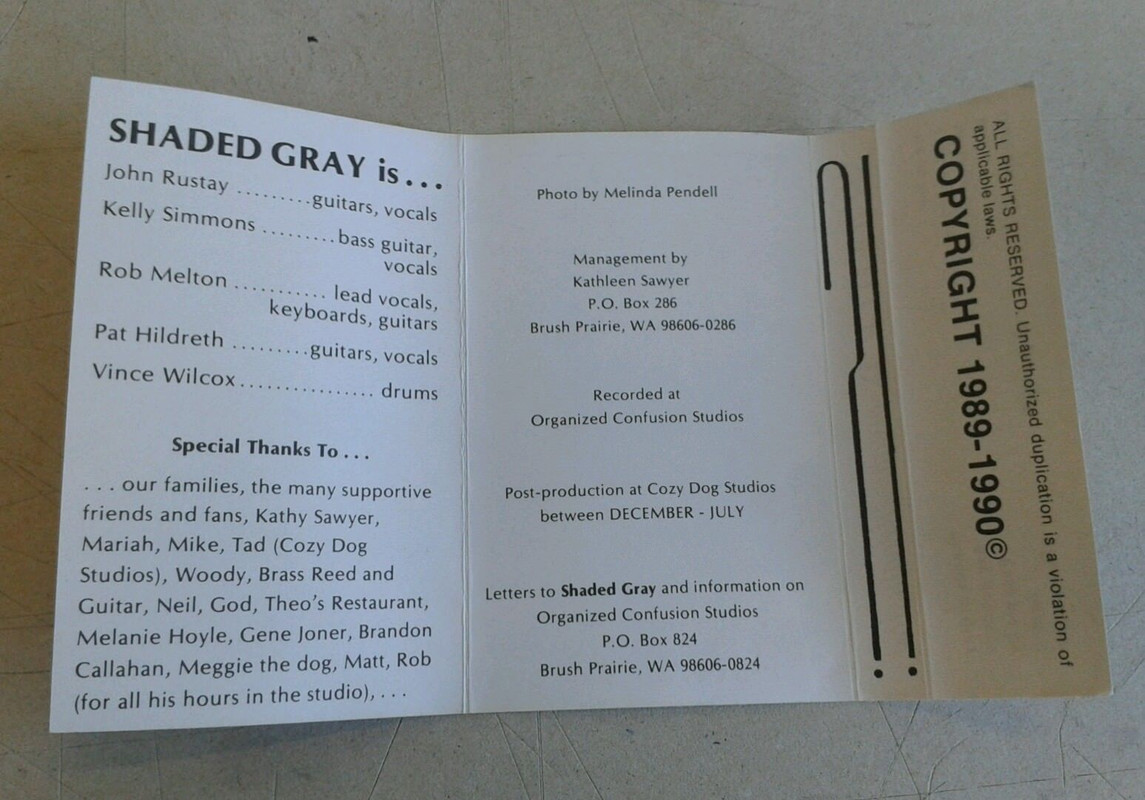 SHADED GRAY is . . .
John Rustay .........guitars, vocals
Kelly Simmons .........bass guitar,
vocals
Rob Melton ........... lead vocals,
keyboards, guitars
Pat Hildreth .........guitars, vocals
Vince Wilcox................ drums
Special Thanks To . . .
. . . our families, the many supportive
friends and fans, Kathy Sawyer,
Mariah, Mike, Tad (Cozy Dog
Studios), Woody, Brass Reed and
Guitar, Neil, God, Theo's Restaurant,
Melanie Hoyle, Gene Joner, Brandon
Callahan, Meggie the dog, Matt, Rob
(for all his hours in the studio), . . .
Photo by Melinda Pendell
Management by
Kathleen Sawyer
P.O. Box 286
Brush Prairie, WA 98606-0286
Recorded at
Organized Confusion Studios
Post-production at Cozy Dog Studios
between DECEMBER - JULY
Letters to Shaded Gray and information on
Organized Confusion Studios
P.O. Box 824
Brush Prairie, WA 98606-0824
ALL RIGHTS RESERVED. Unauthorized duplication is a violation of
applicable laws.
COPYRIGHT 1989-1990©